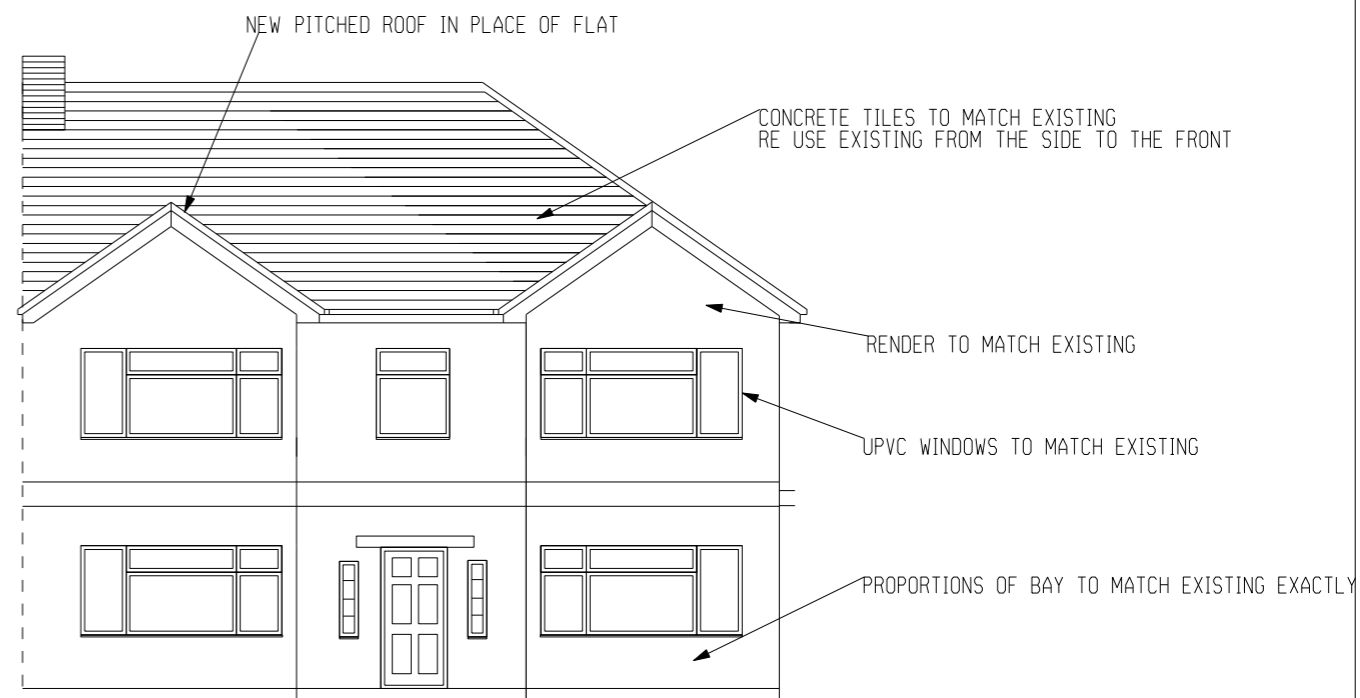 NEW PITCHED ROOF IN PLACE OF FLAT
CONCRETE TILES TO MATCH EXISTING
RE USE EXISTING FROM THE SIDE TO THE FRONT
RENDER TO MATCH EXISTING
UPVC WINDOWS TO MATCH EXISTING
PROPORTIONS OF BAY TO MATCH EXISTING EXACTLY